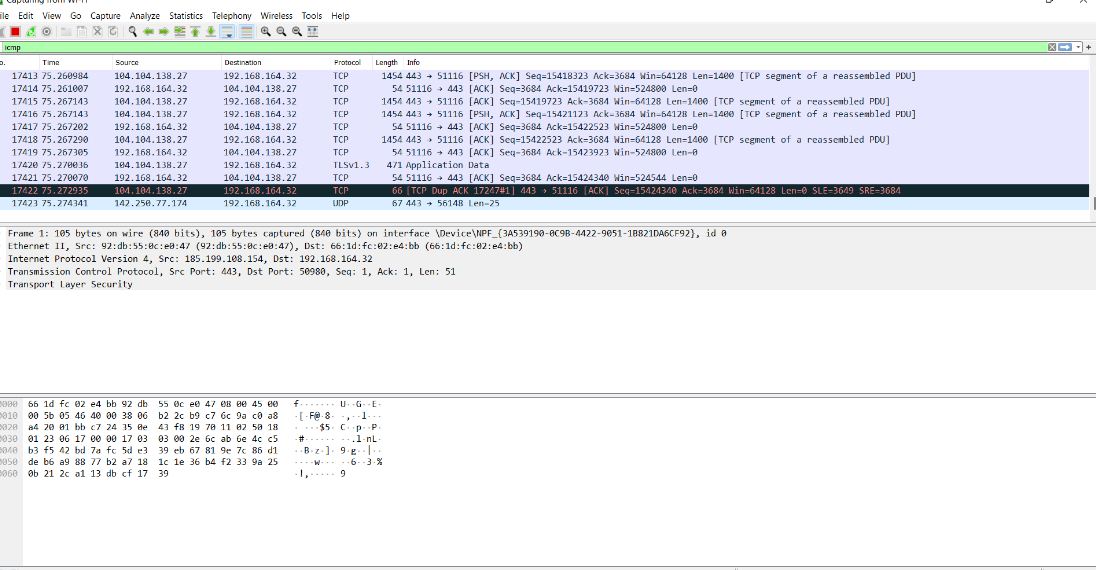 Capturing from Wi-Fi
File Edit View Go Capture Analyze Statistics Telephony Wireless Tools Help
icmp
o. Time Source Destination Protocol Length Info
17413 75.260984 104.104.138.27 192.168.164.32 TCP 1454 443 → 51116 [PSH, ACK] Seq=15418323 Ack=3684 Win=64128 Len=1400 [TCP segment of a reassembled PDU]
17414 75.261007 192.168.164.32 104.104.138.27 TCP 54 51116 → 443 [ACK] Seq=3684 Ack=15419723 Win=524800 Len=0
17415 75.267143 104.104.138.27 192.168.164.32 TCP 1454 443 → 51116 [ACK] Seq=15419723 Ack=3684 Win=64128 Len=1400 [TCP segment of a reassembled PDU]
17416 75.267143 104.104.138.27 192.168.164.32 TCP 1454 443 → 51116 [PSH, ACK] Seq=15421123 Ack=3684 Win=64128 Len=1400 [TCP segment of a reassembled PDU]
17417 75.267202 192.168.164.32 104.104.138.27 TCP 54 51116 → 443 [ACK] Seq=3684 Ack=15422523 Win=524800 Len=0
17418 75.267290 104.104.138.27 192.168.164.32 TCP 1454 443 → 51116 [ACK] Seq=15422523 Ack=3684 Win=64128 Len=1400 [TCP segment of a reassembled PDU]
17419 75.267305 192.168.164.32 104.104.138.27 TCP 54 51116 → 443 [ACK] Seq=3684 Ack=15423923 Win=524800 Len=0
17420 75.270036 104.104.138.27 192.168.164.32 TLSv1.3 471 Application Data
17421 75.270070 192.168.164.32 104.104.138.27 TCP 54 51116 → 443 [ACK] Seq=3684 Ack=15424340 Win=524544 Len=0
17422 75.272935 104.104.138.27 192.168.164.32 TCP 66 [TCP Dup ACK 17247#1] 443 → 51116 [ACK] Seq=15424340 Ack=3684 Win=64128 Len=0 SLE=3649 SRE=3684
17423 75.274341 142.250.77.174 192.168.164.32 UDP 67 443 → 56148 Len=25
Frame 1: 105 bytes on wire (840 bits), 105 bytes captured (840 bits) on interface \Device\NPF_{3A539190-0C9B-4422-9051-1B821DA6CF92}, id 0
Ethernet II, Src: 92:db:55:0c:e0:47 (92:db:55:0c:e0:47), Dst: 66:1d:fc:02:e4:bb (66:1d:fc:02:e4:bb)
Internet Protocol Version 4, Src: 185.199.108.154, Dst: 192.168.164.32
Transmission Control Protocol, Src Port: 443, Dst Port: 50980, Seq: 1, Ack: 1, Len: 51
Transport Layer Security
0000 66 1d fc 02 e4 bb 92 db 55 0c e0 47 08 00 45 00 f·······U··G··E·
0010 00 5b 05 46 40 00 38 06 b2 2c b9 c7 6c 9a c0 a8 ·[·F@·8··,··l···
0020 a4 20 01 bb c7 24 35 0e 43 f8 19 70 11 02 50 18 · ···$5·C··p··P·
0030 01 23 06 17 00 00 17 03 03 00 2e 6c ab 6e 4c c5 ·#········.l·nL·
0040 b3 f5 42 bd 7a fc 5d e3 39 eb 67 81 9e 7c 86 d1 ··B·z·]·9·g··|··
0050 de b6 a9 88 77 b2 a7 18 1c 1e 36 b4 f2 33 9a 25 ····w·····6··3·%
0060 0b 21 2c a1 13 db cf 17 39 ·!,·····9